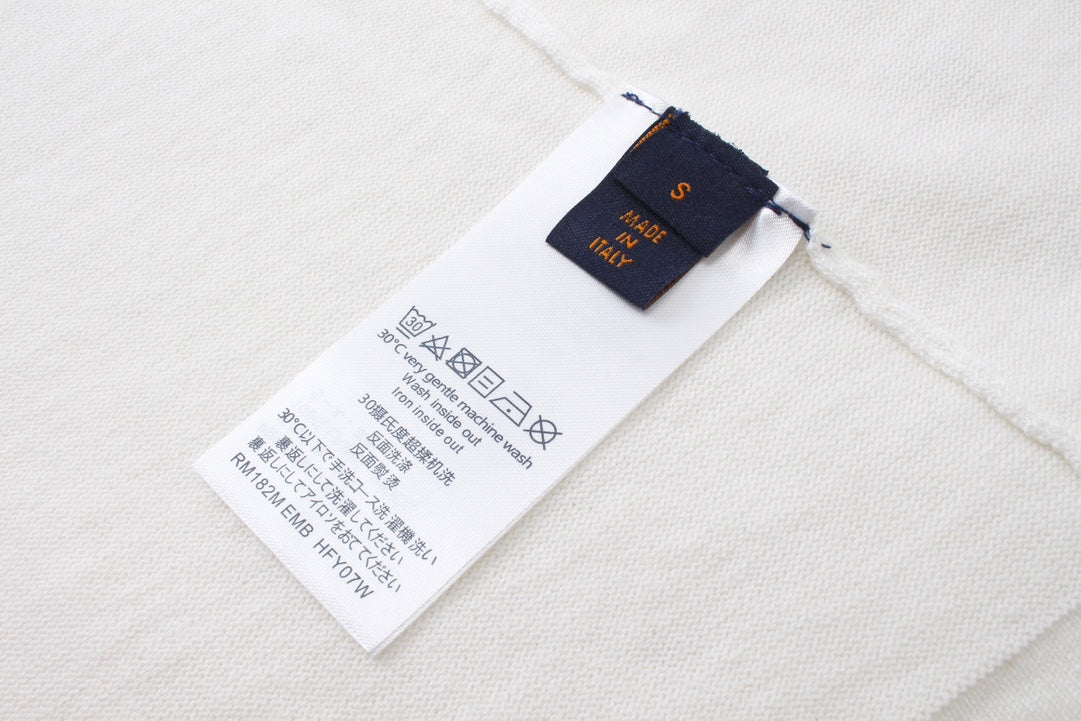 S
MADE
IN
ITALY
30
30°C very gentle machine wash
Wash inside out
Iron inside out
30摄氏度超揉机洗
反面洗涤
反面熨烫
30℃以下で手洗コース洗濯機洗い
裏返しにして洗濯してください
裏返しにしてアイロソをおててください
RM182M EMB HFY07W